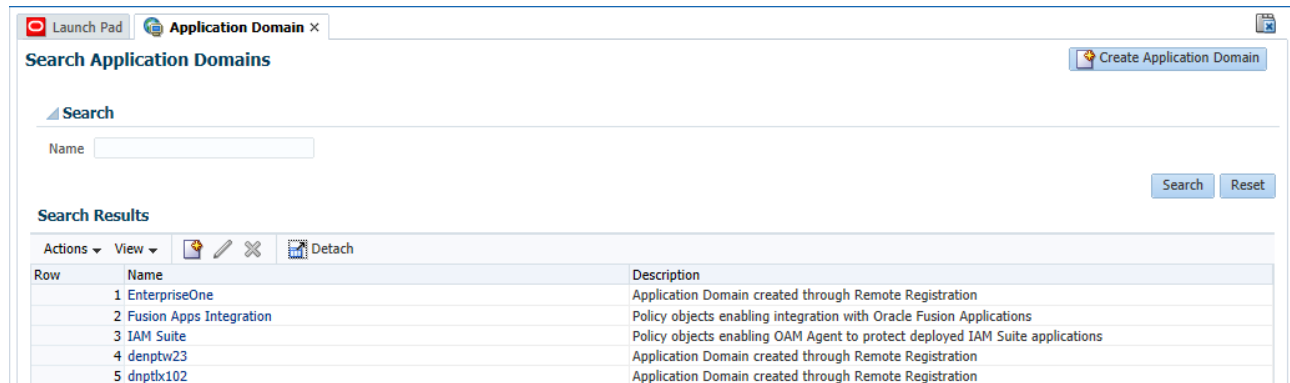 Launch Pad Application Domain ×
Search Application Domains Create Application Domain
Search
Name
Search Reset
Search Results
Actions View Detach
Row Name Description
1 EnterpriseOne Application Domain created through Remote Registration
2 Fusion Apps Integration Policy objects enabling integration with Oracle Fusion Applications
3 IAM Suite Policy objects enabling OAM Agent to protect deployed IAM Suite applications
4 denptw23 Application Domain created through Remote Registration
5 dnptlx102 Application Domain created through Remote Registration